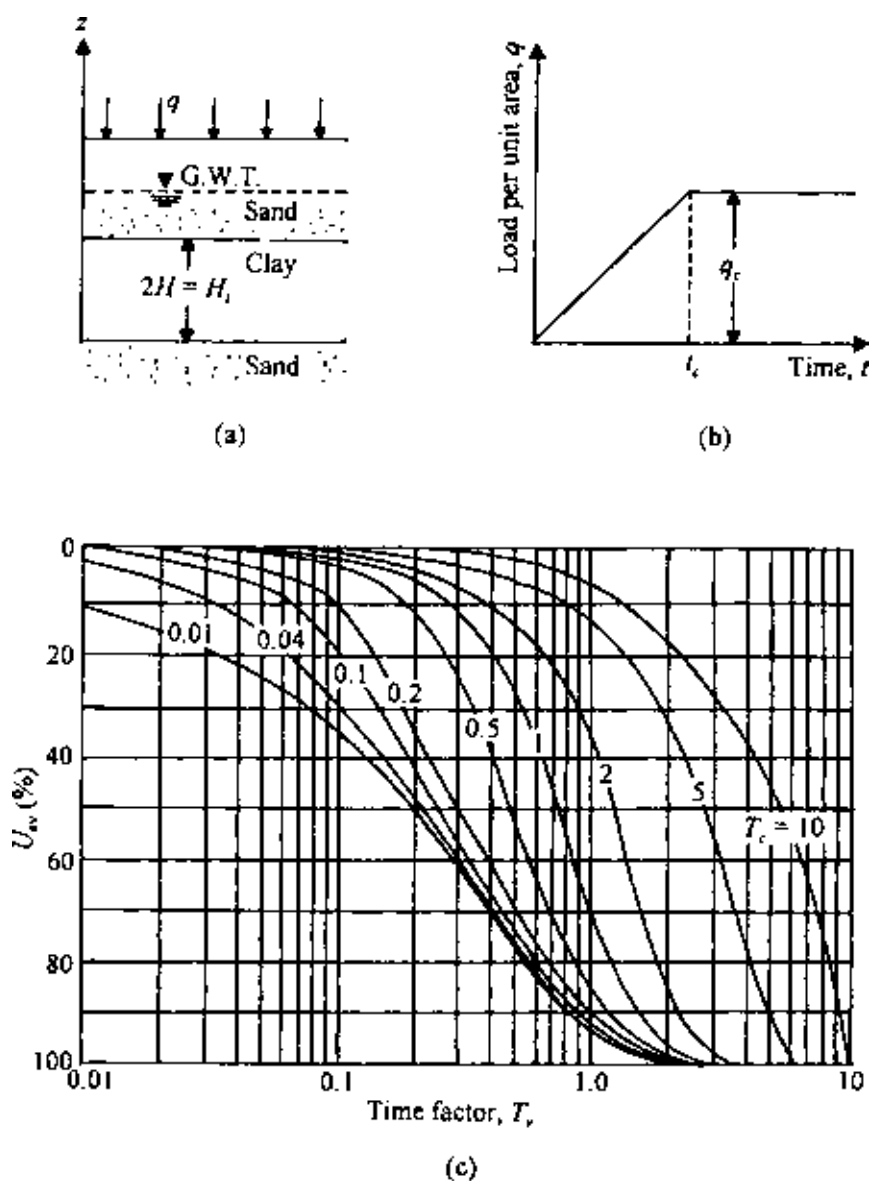 z
q
G.W.T.
Sand
Clay
2H = H_t
Sand
(a)
Load per unit area, q
q_c
t_c
Time, t
(b)
U_av (%)
0
20
40
60
80
100
0.01
0.04
0.1
0.2
0.5
1
2
5
T_c = 10
0.01
0.1
1.0
10
Time factor, T_v
(c)